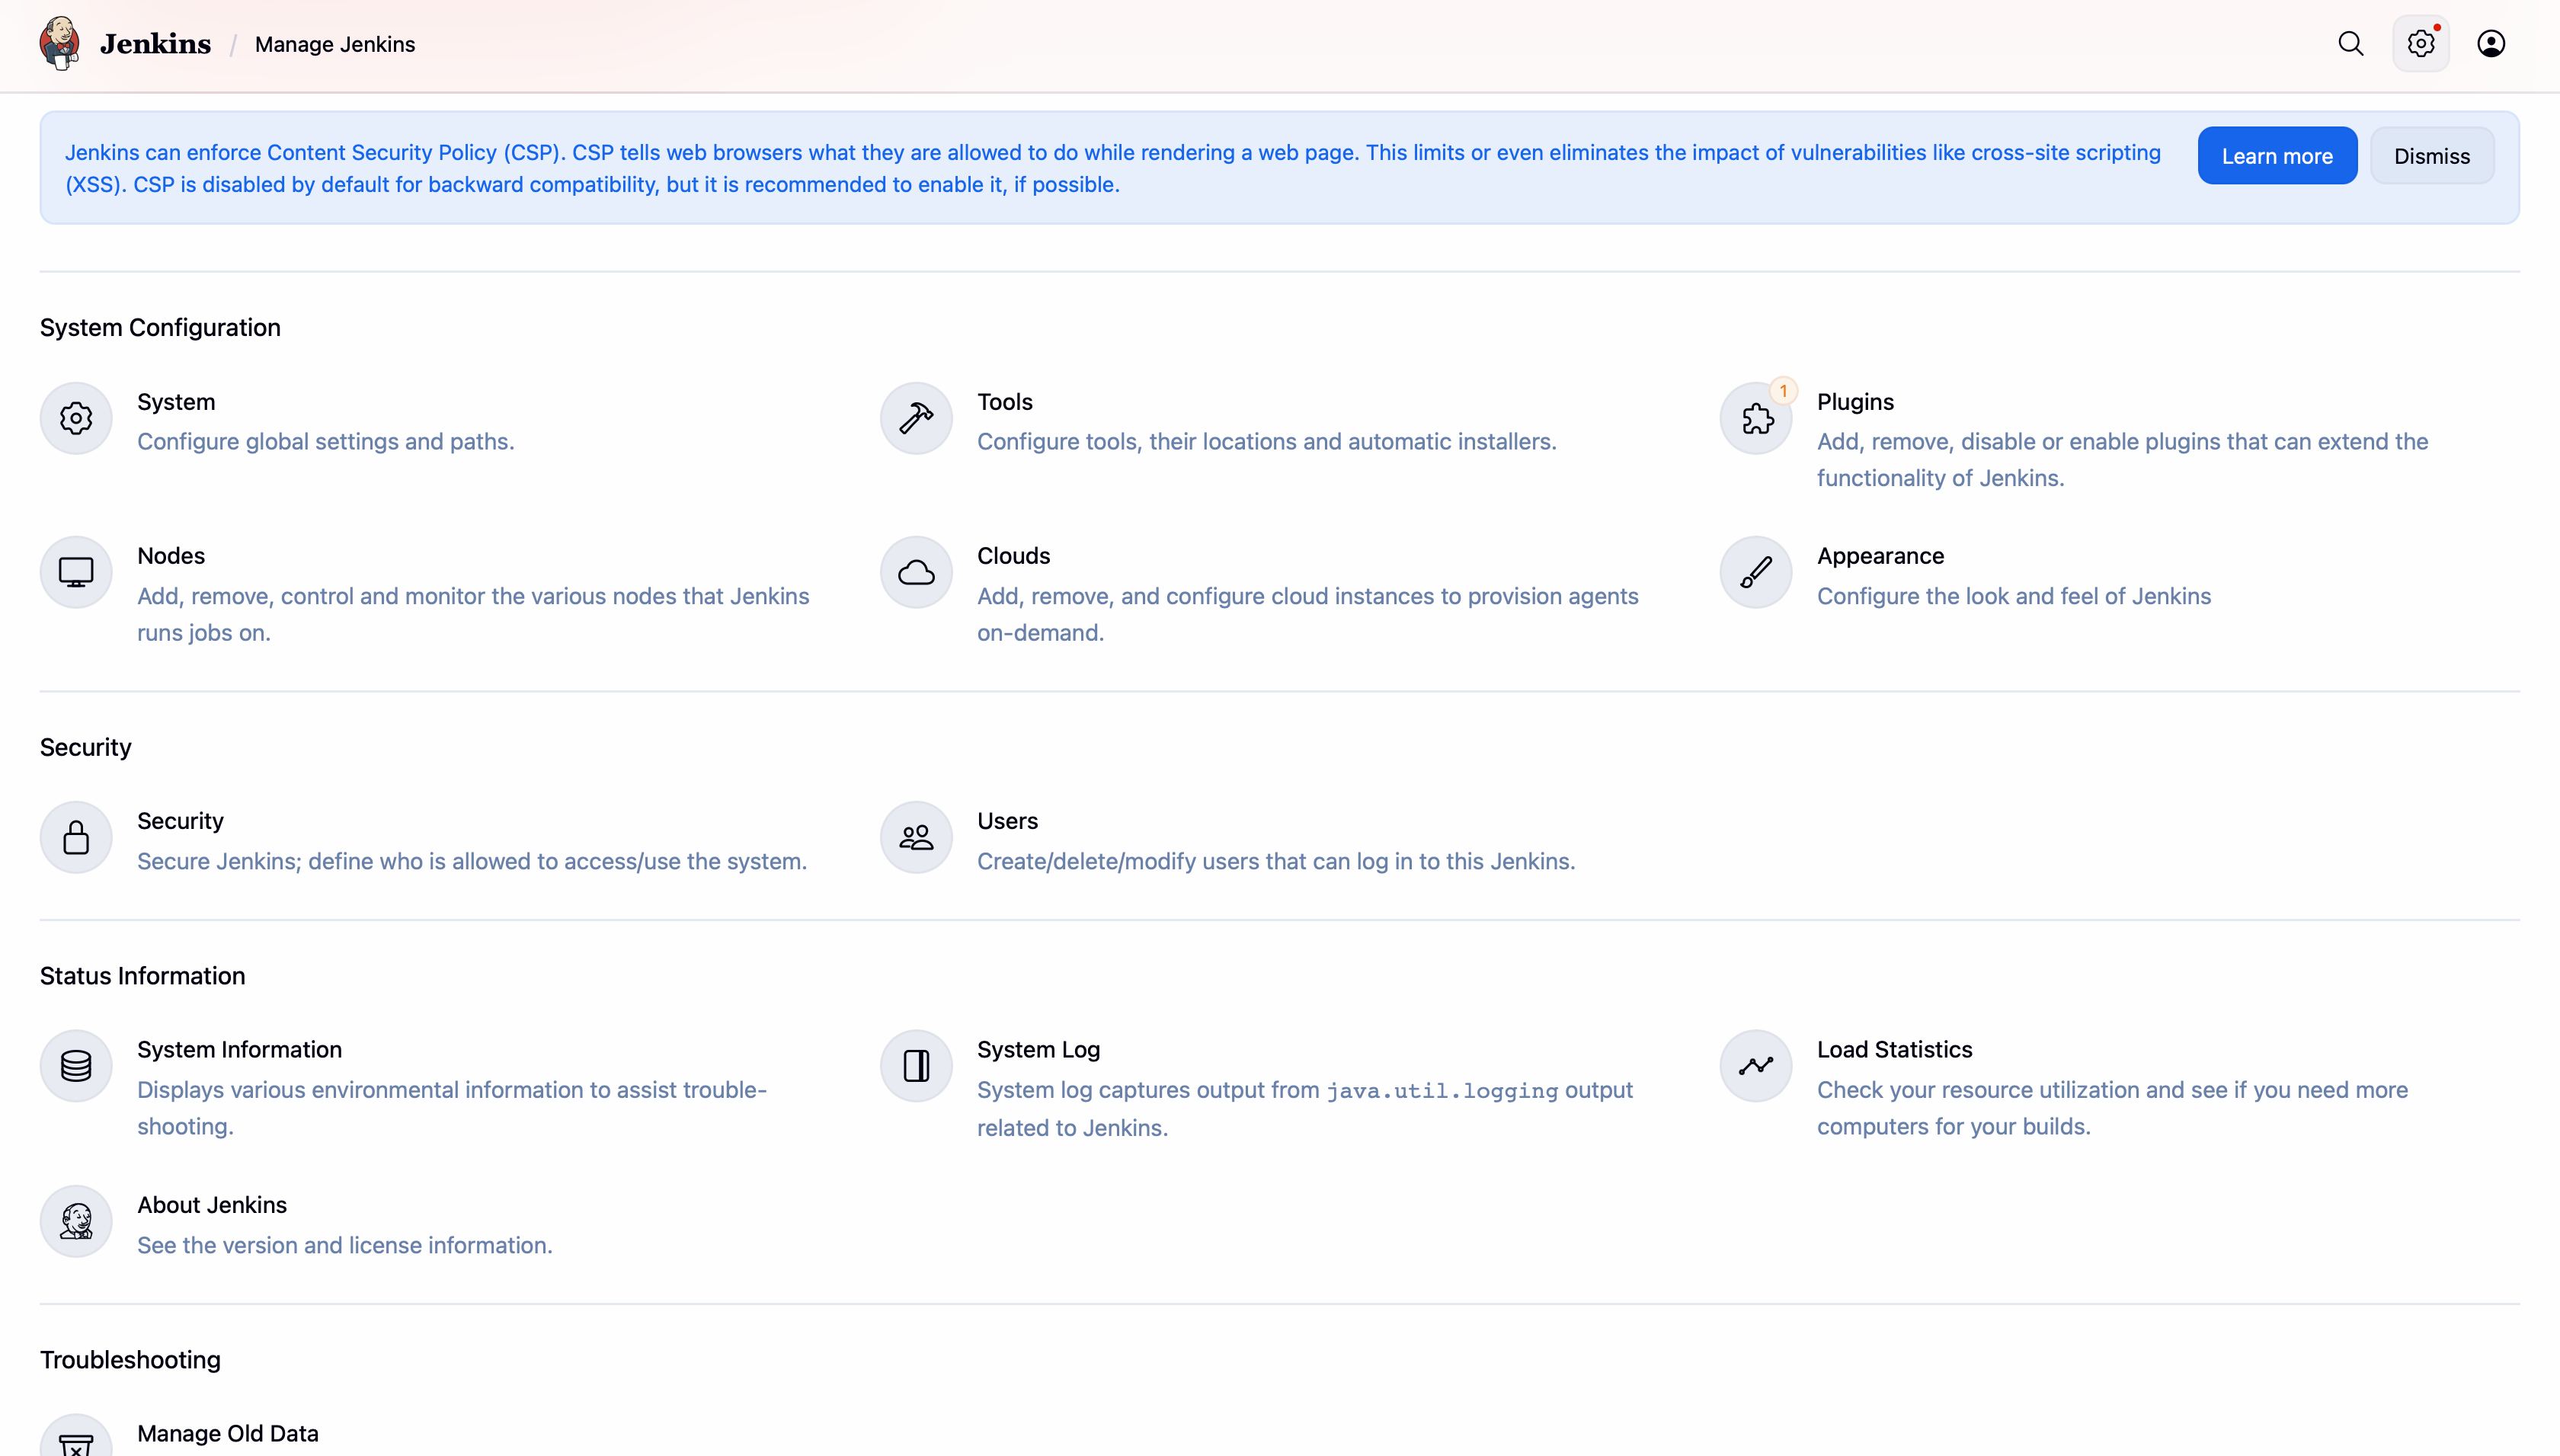 Jenkins / Manage Jenkins
Jenkins can enforce Content Security Policy (CSP). CSP tells web browsers what they are allowed to do while rendering a web page. This limits or even eliminates the impact of vulnerabilities like cross-site scripting
(XSS). CSP is disabled by default for backward compatibility, but it is recommended to enable it, if possible.
Learn more
Dismiss
System Configuration
System
Configure global settings and paths.
Tools
Configure tools, their locations and automatic installers.
1
Plugins
Add, remove, disable or enable plugins that can extend the
functionality of Jenkins.
Nodes
Add, remove, control and monitor the various nodes that Jenkins
runs jobs on.
Clouds
Add, remove, and configure cloud instances to provision agents
on-demand.
Appearance
Configure the look and feel of Jenkins
Security
Security
Secure Jenkins; define who is allowed to access/use the system.
Users
Create/delete/modify users that can log in to this Jenkins.
Status Information
System Information
Displays various environmental information to assist trouble-
shooting.
System Log
System log captures output from java.util.logging output
related to Jenkins.
Load Statistics
Check your resource utilization and see if you need more
computers for your builds.
About Jenkins
See the version and license information.
Troubleshooting
Manage Old Data